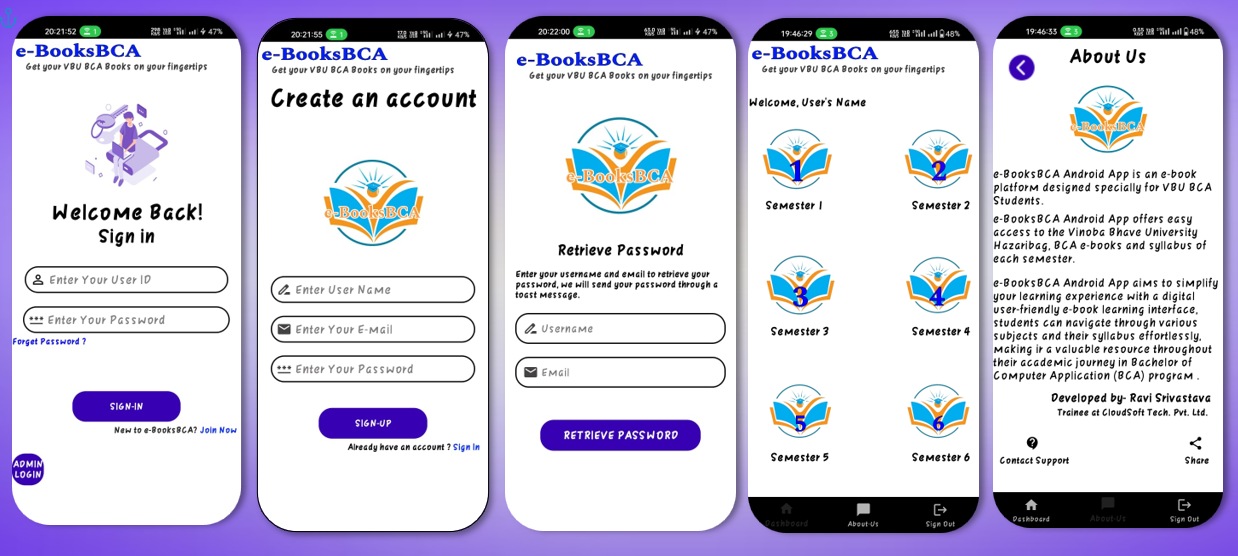 20:21:52 1 47%
e-BooksBCA
Get your VBU BCA Books on your fingertips
Welcome Back!
Sign in
Enter Your User ID
Enter Your Password
Forget Password ?
SIGN-IN
New to e-BooksBCA? Join Now
ADMIN
LOGIN
20:21:55 1 47%
e-BooksBCA
Get your VBU BCA Books on your fingertips
Create an account
e-BooksBCA
Enter User Name
Enter Your E-mail
Enter Your Password
SIGN-UP
Already have an account ? Sign In
20:22:00 1 47%
e-BooksBCA
Get your VBU BCA Books on your fingertips
e-BooksBCA
Retrieve Password
Enter your username and email to retrieve your
password, we will send your password through a
toast message.
Username
Email
RETRIEVE PASSWORD
19:46:29 3 48%
e-BooksBCA
Get your VBU BCA Books on your fingertips
Welcome, User's Name
1 2
Semester 1 Semester 2
3 4
Semester 3 Semester 4
5 6
Semester 5 Semester 6
Dashboard About-Us Sign Out
19:46:33 3 48%
About Us
e-BooksBCA
e-BooksBCA Android App is an e-book
platform designed specially for VBU BCA
Students.
e-BooksBCA Android App offers easy
access to the Vinoba Bhave University
Hazaribag, BCA e-books and syllabus of
each semester.
e-BooksBCA Android App aims to simplify
your learning experience with a digital
user-friendly e-book learning interface,
students can navigate through various
subjects and their syllabus effortlessly,
making ir a valuable resource throughout
their academic journey in Bachelor of
Computer Application (BCA) program .
Developed by- Ravi Srivastava
Trainee at CloudSoft Tech. Pvt. Ltd.
Contact Support Share
Dashboard About-Us Sign Out